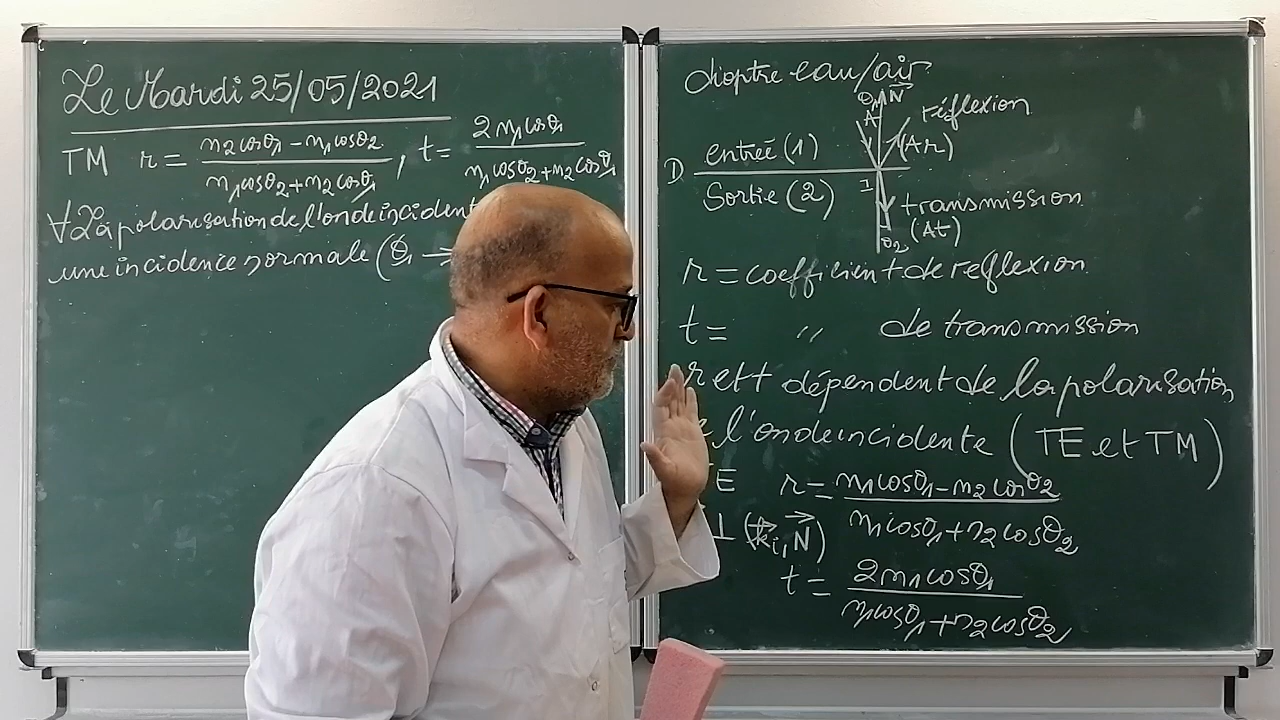 Le Mardi 25/05/2021
TM r = (n2 cosθ1 - n1 cosθ2) / (n1 cosθ2 + n2 cosθ1), t = 2n1 cosθ1 / (n1 cosθ2 + n2 cosθ1)
∀ La polarisation de l'onde incident
une incidence normale (θ1 →
dioptre eau/air
θ1 N
A réflexion
entrée (1) (Ar)
D I
Sortie (2) transmission
θ2 (At)
r = coefficient de reflexion
t = " de transmission
r et t dépendent de la polarisation
e l'onde incidente (TE et TM)
E r = (n1 cosθ1 - n2 cosθ2) / (n1 cosθ1 + n2 cosθ2)
⊥ (ki, N)
t = 2n1 cosθ1 / (n1 cosθ1 + n2 cosθ2)